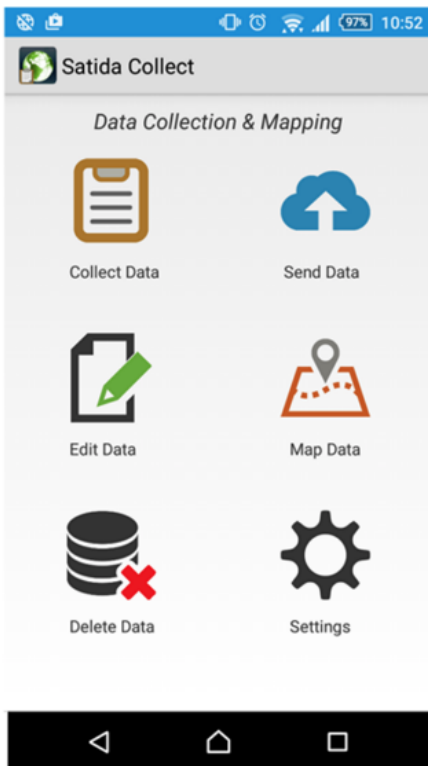 97% 10:52
Satida Collect
Data Collection & Mapping
Collect Data Send Data
Edit Data Map Data
Delete Data Settings